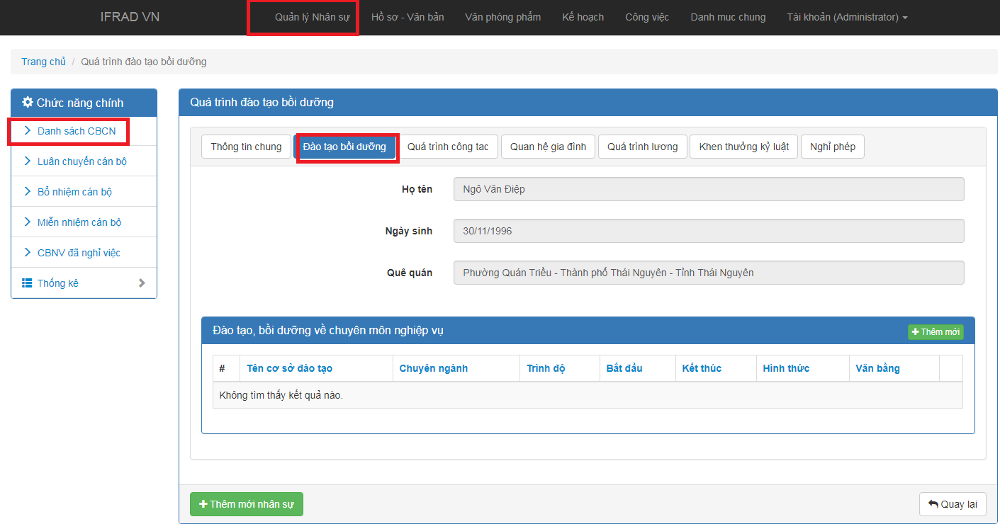 IFRAD VN Quản lý Nhân sự Hồ sơ - Văn bản Văn phòng phẩm Kế hoạch Công việc Danh muc chung Tài khoản (Administrator)
Trang chủ / Quá trình đào tạo bồi dưỡng
Chức năng chính
Danh sách CBCN
Luân chuyển cán bộ
Bổ nhiệm cán bộ
Miễn nhiệm cán bộ
CBNV đã nghỉ việc
Thống kê
Quá trình đào tạo bồi dưỡng
Thông tin chung Đào tạo bồi dưỡng Quá trình công tac Quan hệ gia đình Quá trình lương Khen thưởng kỷ luật Nghỉ phép
Họ tên Ngô Văn Điệp
Ngày sinh 30/11/1996
Quê quán Phường Quán Triều - Thành phố Thái Nguyên - Tỉnh Thái Nguyên
Đào tạo, bồi dưỡng về chuyên môn nghiệp vụ Thêm mới
# Tên cơ sở đào tạo Chuyên ngành Trình độ Bắt đầu Kết thúc Hình thức Văn bằng
Không tìm thấy kết quả nào.
Thêm mới nhân sự Quay lại